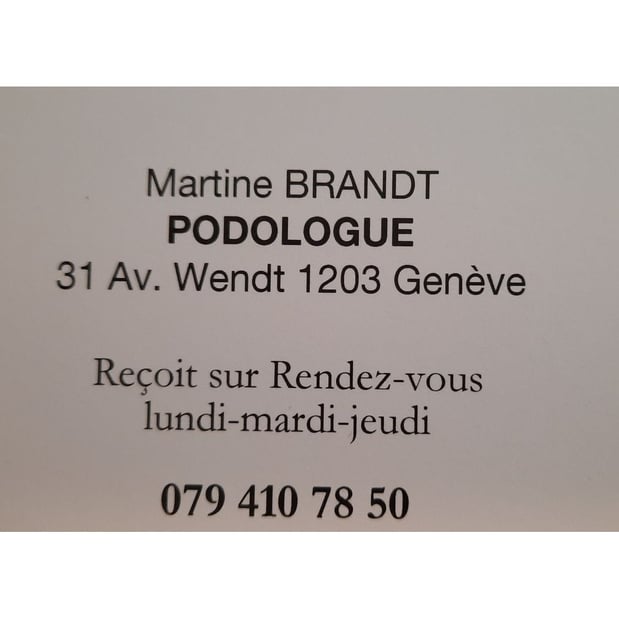 Martine BRANDT
PODOLOGUE
31 Av. Wendt 1203 Genève
Reçoit sur Rendez-vous
lundi-mardi-jeudi
079 410 78 50